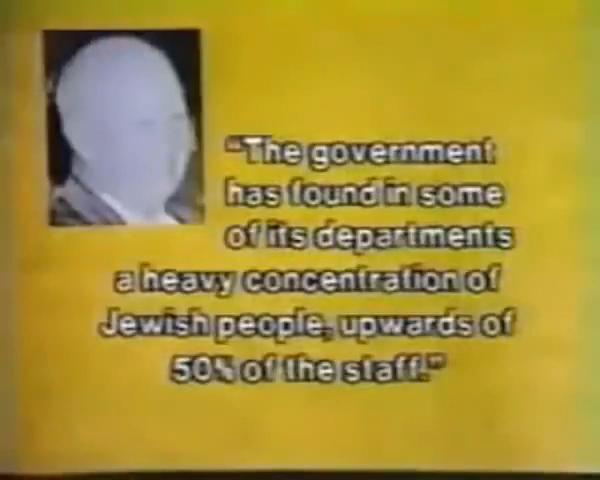 "The government
has found in some
of its departments
a heavy concentration of
Jewish people, upwards of
50% of the staff."